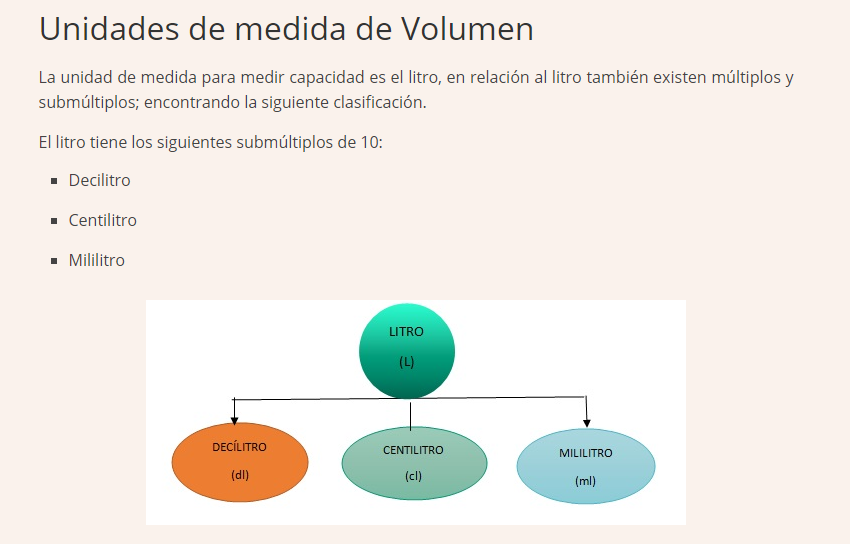 Unidades de medida de Volumen
La unidad de medida para medir capacidad es el litro, en relación al litro también existen múltiplos y
submúltiplos; encontrando la siguiente clasificación.
El litro tiene los siguientes submúltiplos de 10:
▪ Decilitro
▪ Centilitro
▪ Mililitro
LITRO
(L)
DECÍLITRO
(dl)
CENTILITRO
(cl)
MILILITRO
(ml)